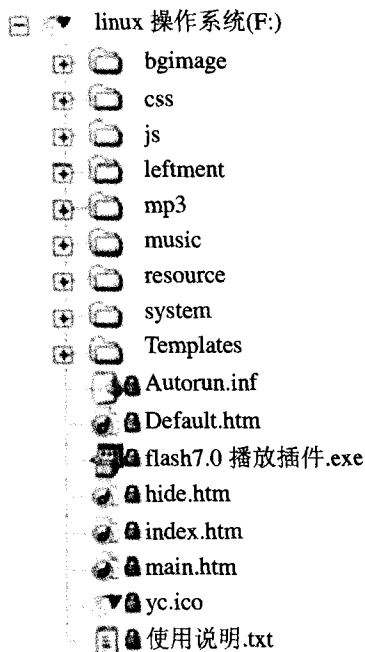 linux 操作系统(F:)
bgimage
css
js
leftment
mp3
music
resource
system
Templates
Autorun.inf
Default.htm
flash7.0 播放插件.exe
hide.htm
index.htm
main.htm
yc.ico
使用说明.txt